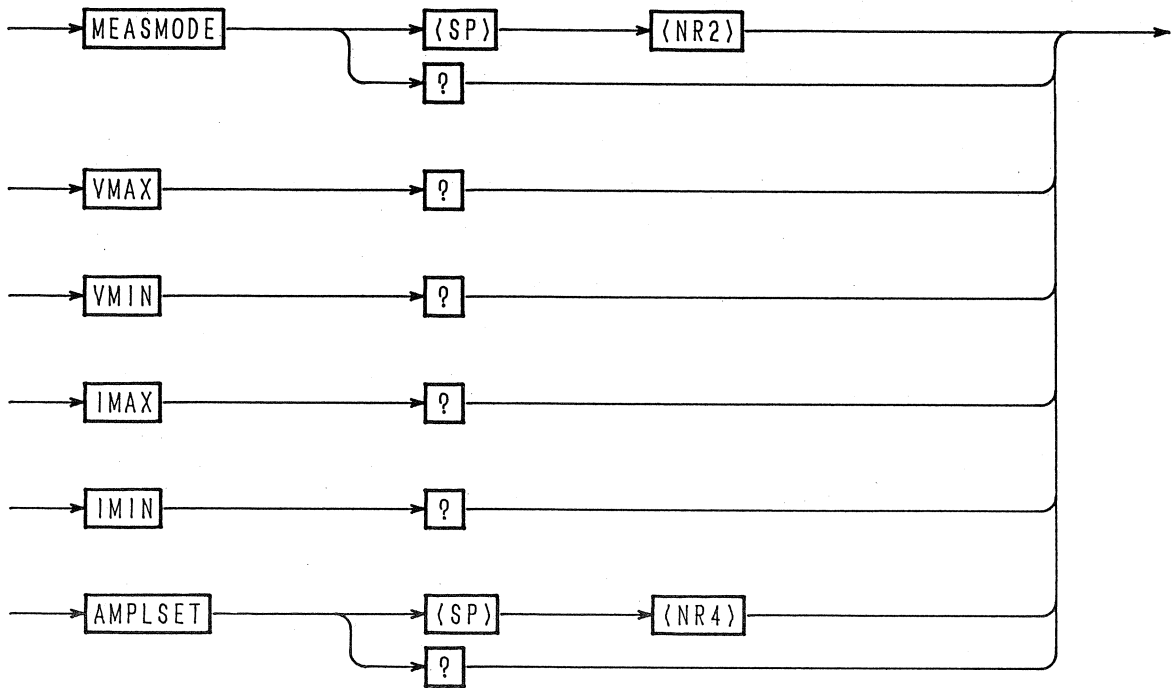 MEASMODE ⟨SP⟩ ⟨NR2⟩
?
VMAX ?
VMIN ?
IMAX ?
IMIN ?
AMPLSET ⟨SP⟩ ⟨NR4⟩
?